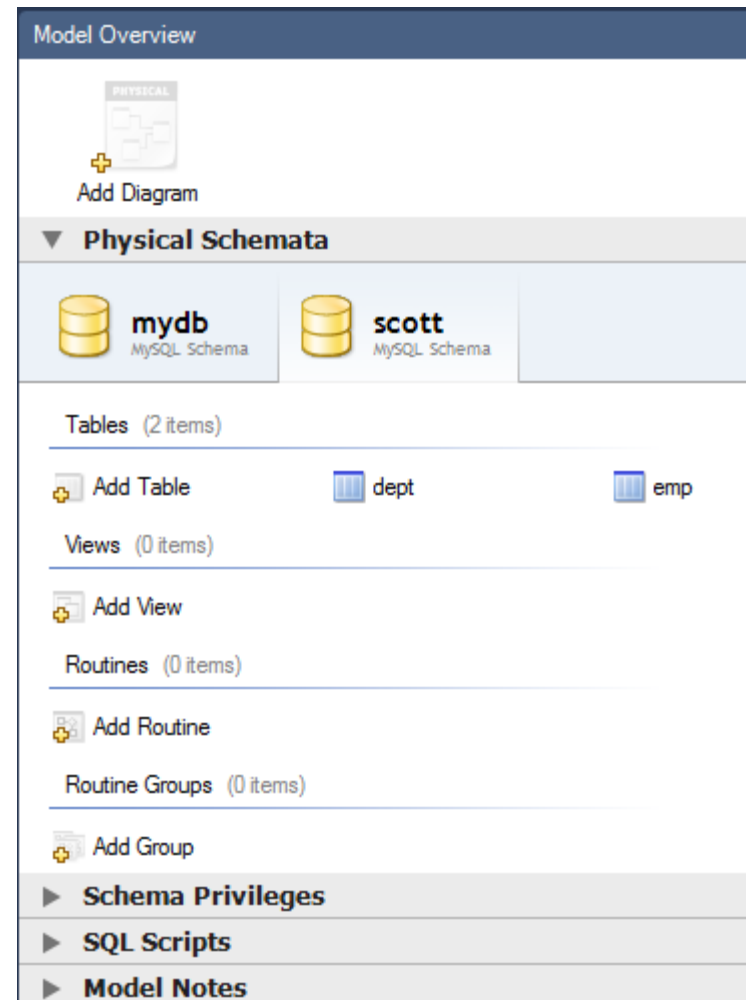 Model Overview
PHYSICAL
Add Diagram
Physical Schemata
mydb
MySQL Schema
scott
MySQL Schema
Tables (2 items)
Add Table
dept
emp
Views (0 items)
Add View
Routines (0 items)
Add Routine
Routine Groups (0 items)
Add Group
Schema Privileges
SQL Scripts
Model Notes